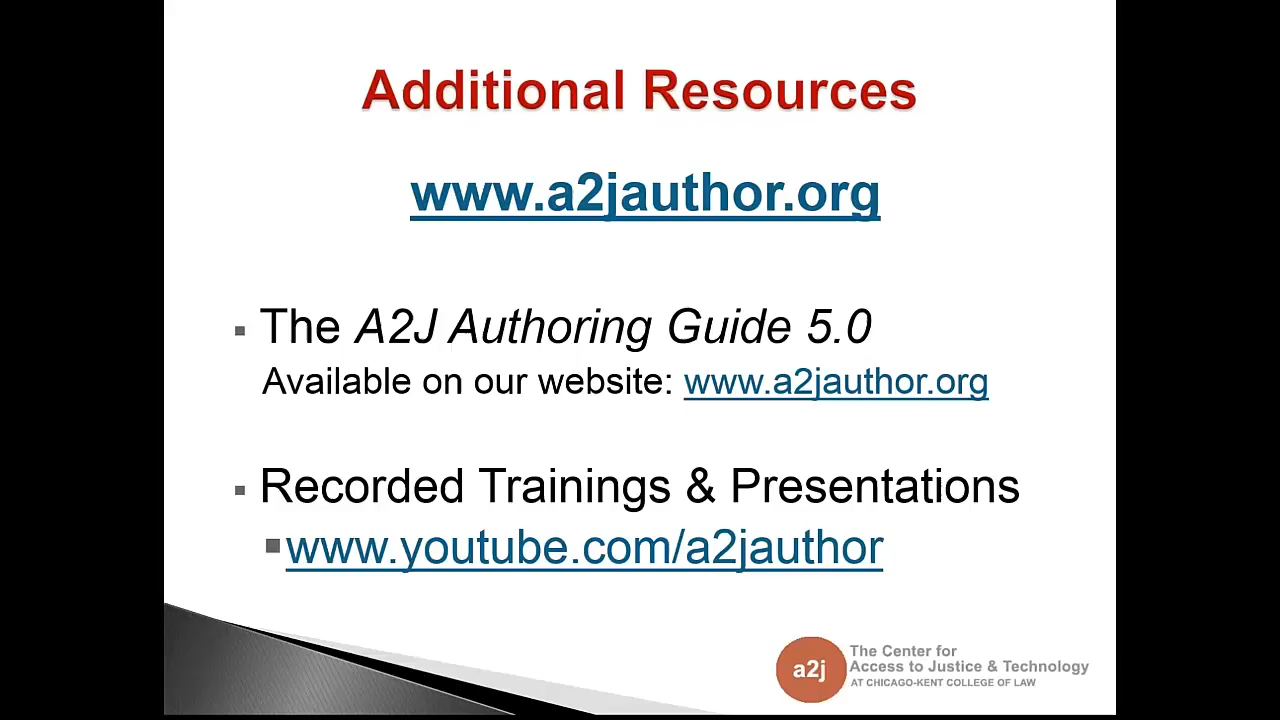 Additional Resources
www.a2jauthor.org
▪ The A2J Authoring Guide 5.0
Available on our website: www.a2jauthor.org
▪ Recorded Trainings & Presentations
▪www.youtube.com/a2jauthor
a2j
The Center for
Access to Justice & Technology
AT CHICAGO-KENT COLLEGE OF LAW